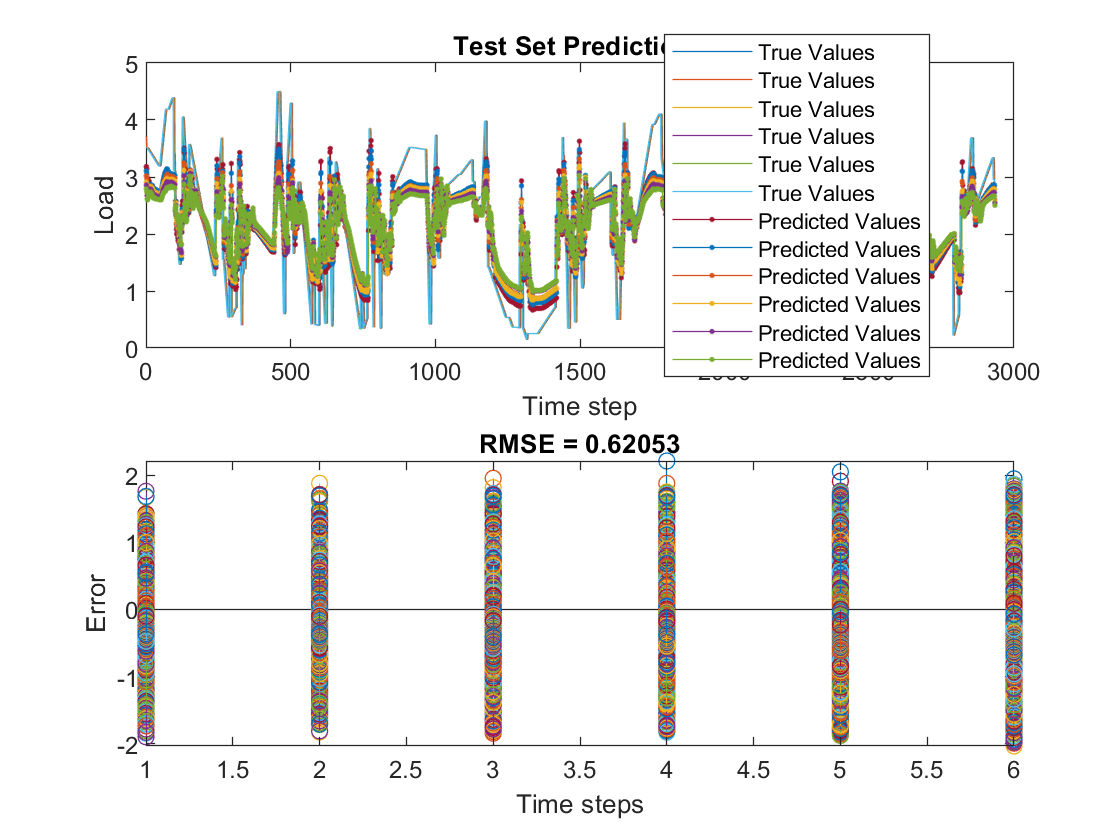 Test Set Predictio
5
4
3
2
1
0
Load
0 500 1000 1500 3000
Time step
True Values
True Values
True Values
True Values
True Values
True Values
Predicted Values
Predicted Values
Predicted Values
Predicted Values
Predicted Values
Predicted Values
RMSE = 0.62053
2
1
0
-1
-2
Error
1 1.5 2 2.5 3 3.5 4 4.5 5 5.5 6
Time steps